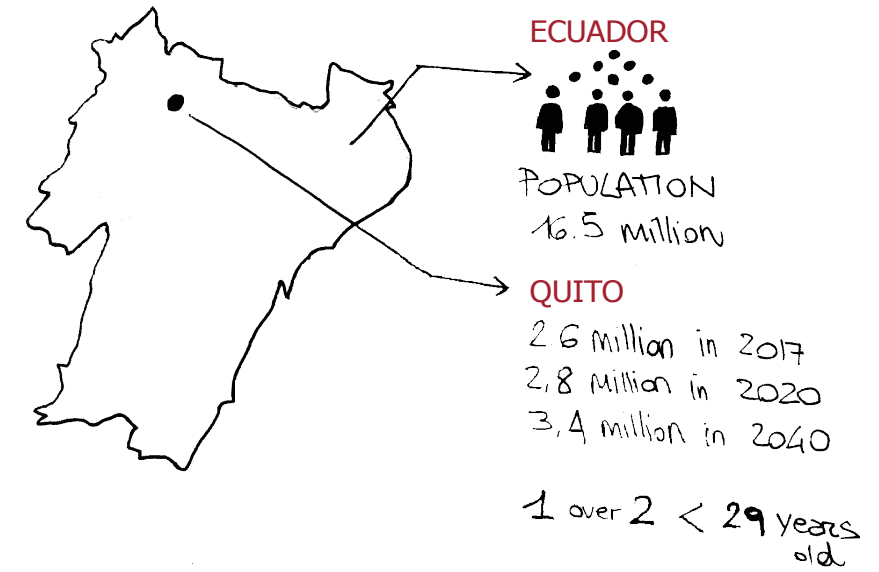 ECUADOR
POPULATION
16.5 million
QUITO
2.6 million in 2017
2,8 million in 2020
3,4 million in 2040
1 over 2 < 29 years
old